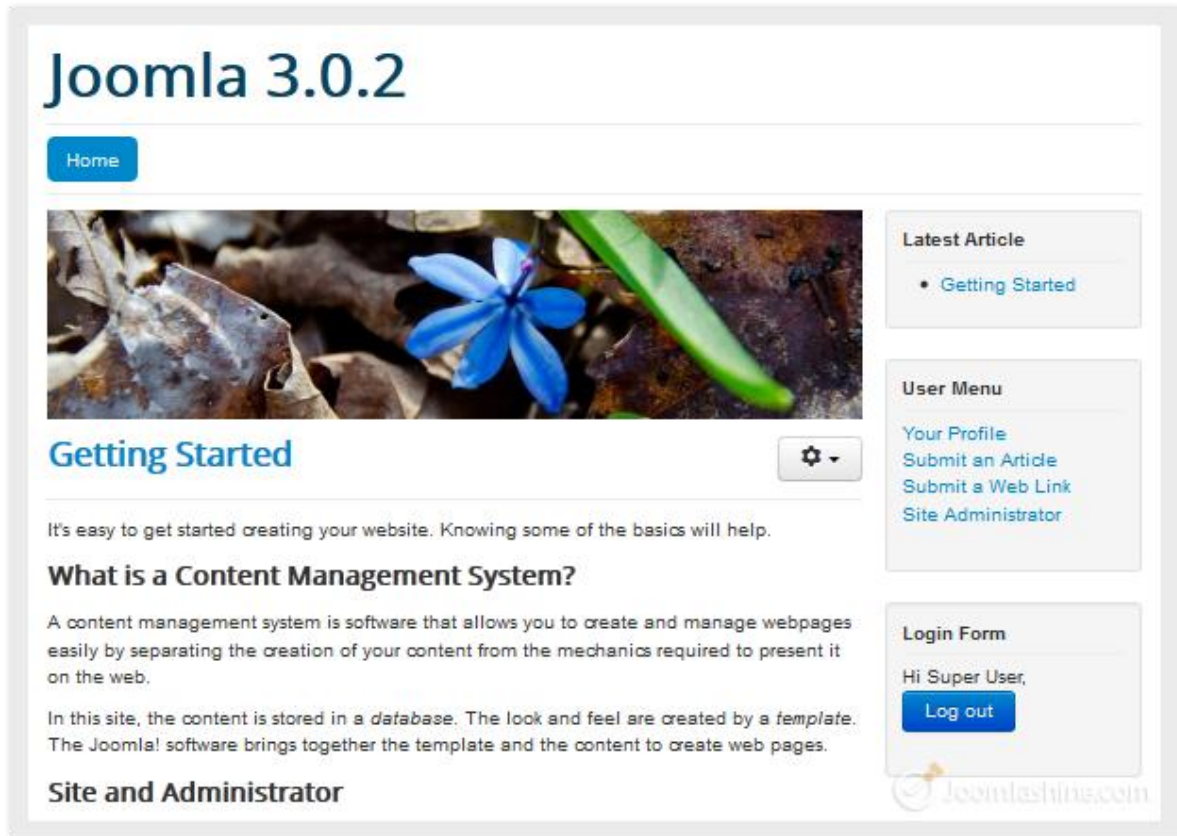 Joomla 3.0.2
Home
Getting Started
It's easy to get started creating your website. Knowing some of the basics will help.
What is a Content Management System?
A content management system is software that allows you to create and manage webpages
easily by separating the creation of your content from the mechanics required to present it
on the web.
In this site, the content is stored in a database. The look and feel are created by a template.
The Joomla! software brings together the template and the content to create web pages.
Site and Administrator
Latest Article
• Getting Started
User Menu
Your Profile
Submit an Article
Submit a Web Link
Site Administrator
Login Form
Hi Super User,
Log out
Joomlashine.com